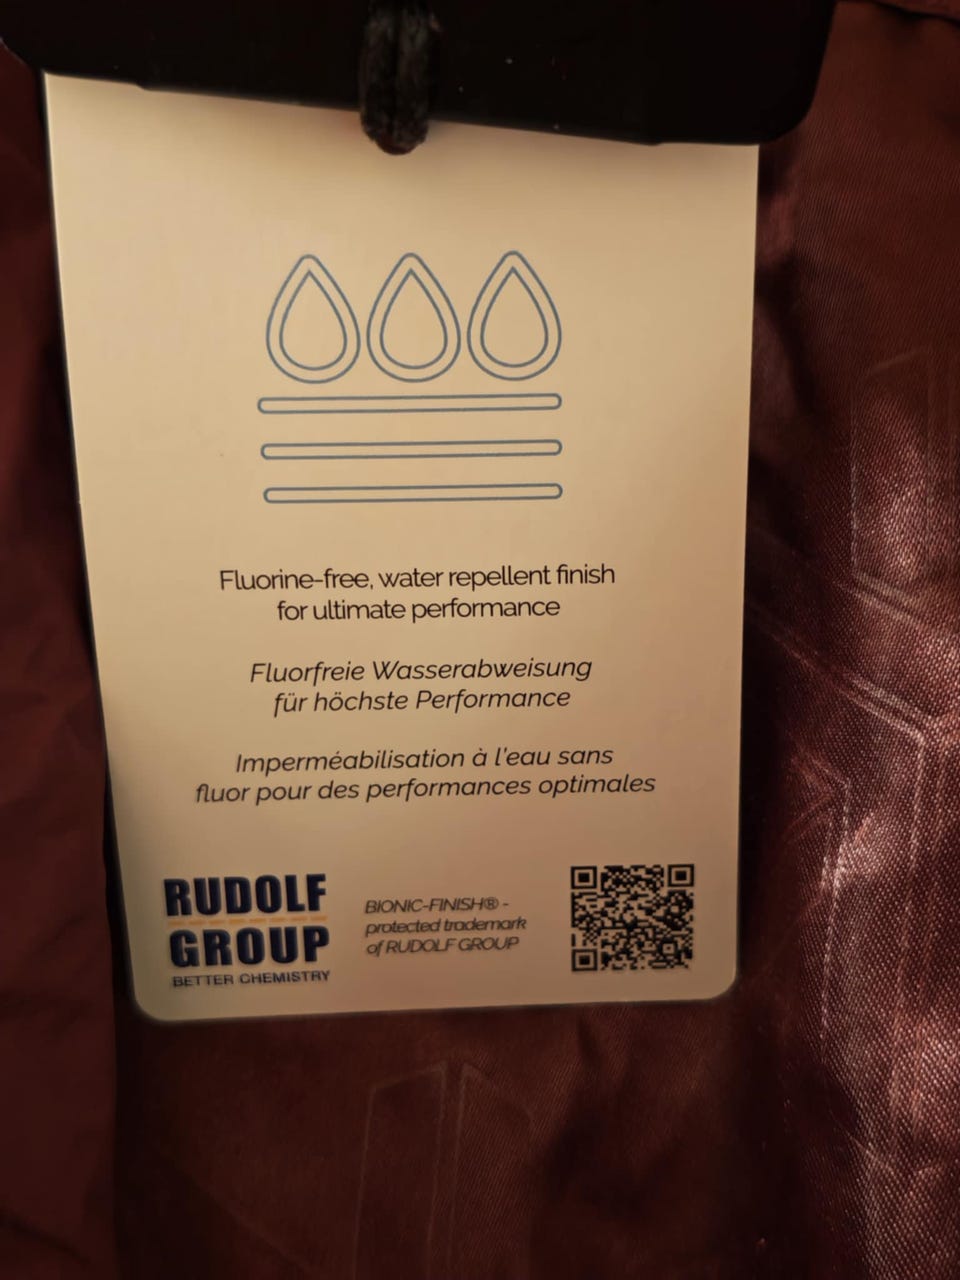 Fluorine-free, water repellent finish
for ultimate performance
Fluorfreie Wasserabweisung
für höchste Performance
Imperméabilisation à l'eau sans
fluor pour des performances optimales
RUDOLF
GROUP
BETTER CHEMISTRY
BIONIC-FINISH® -
protected trademark
of RUDOLF GROUP